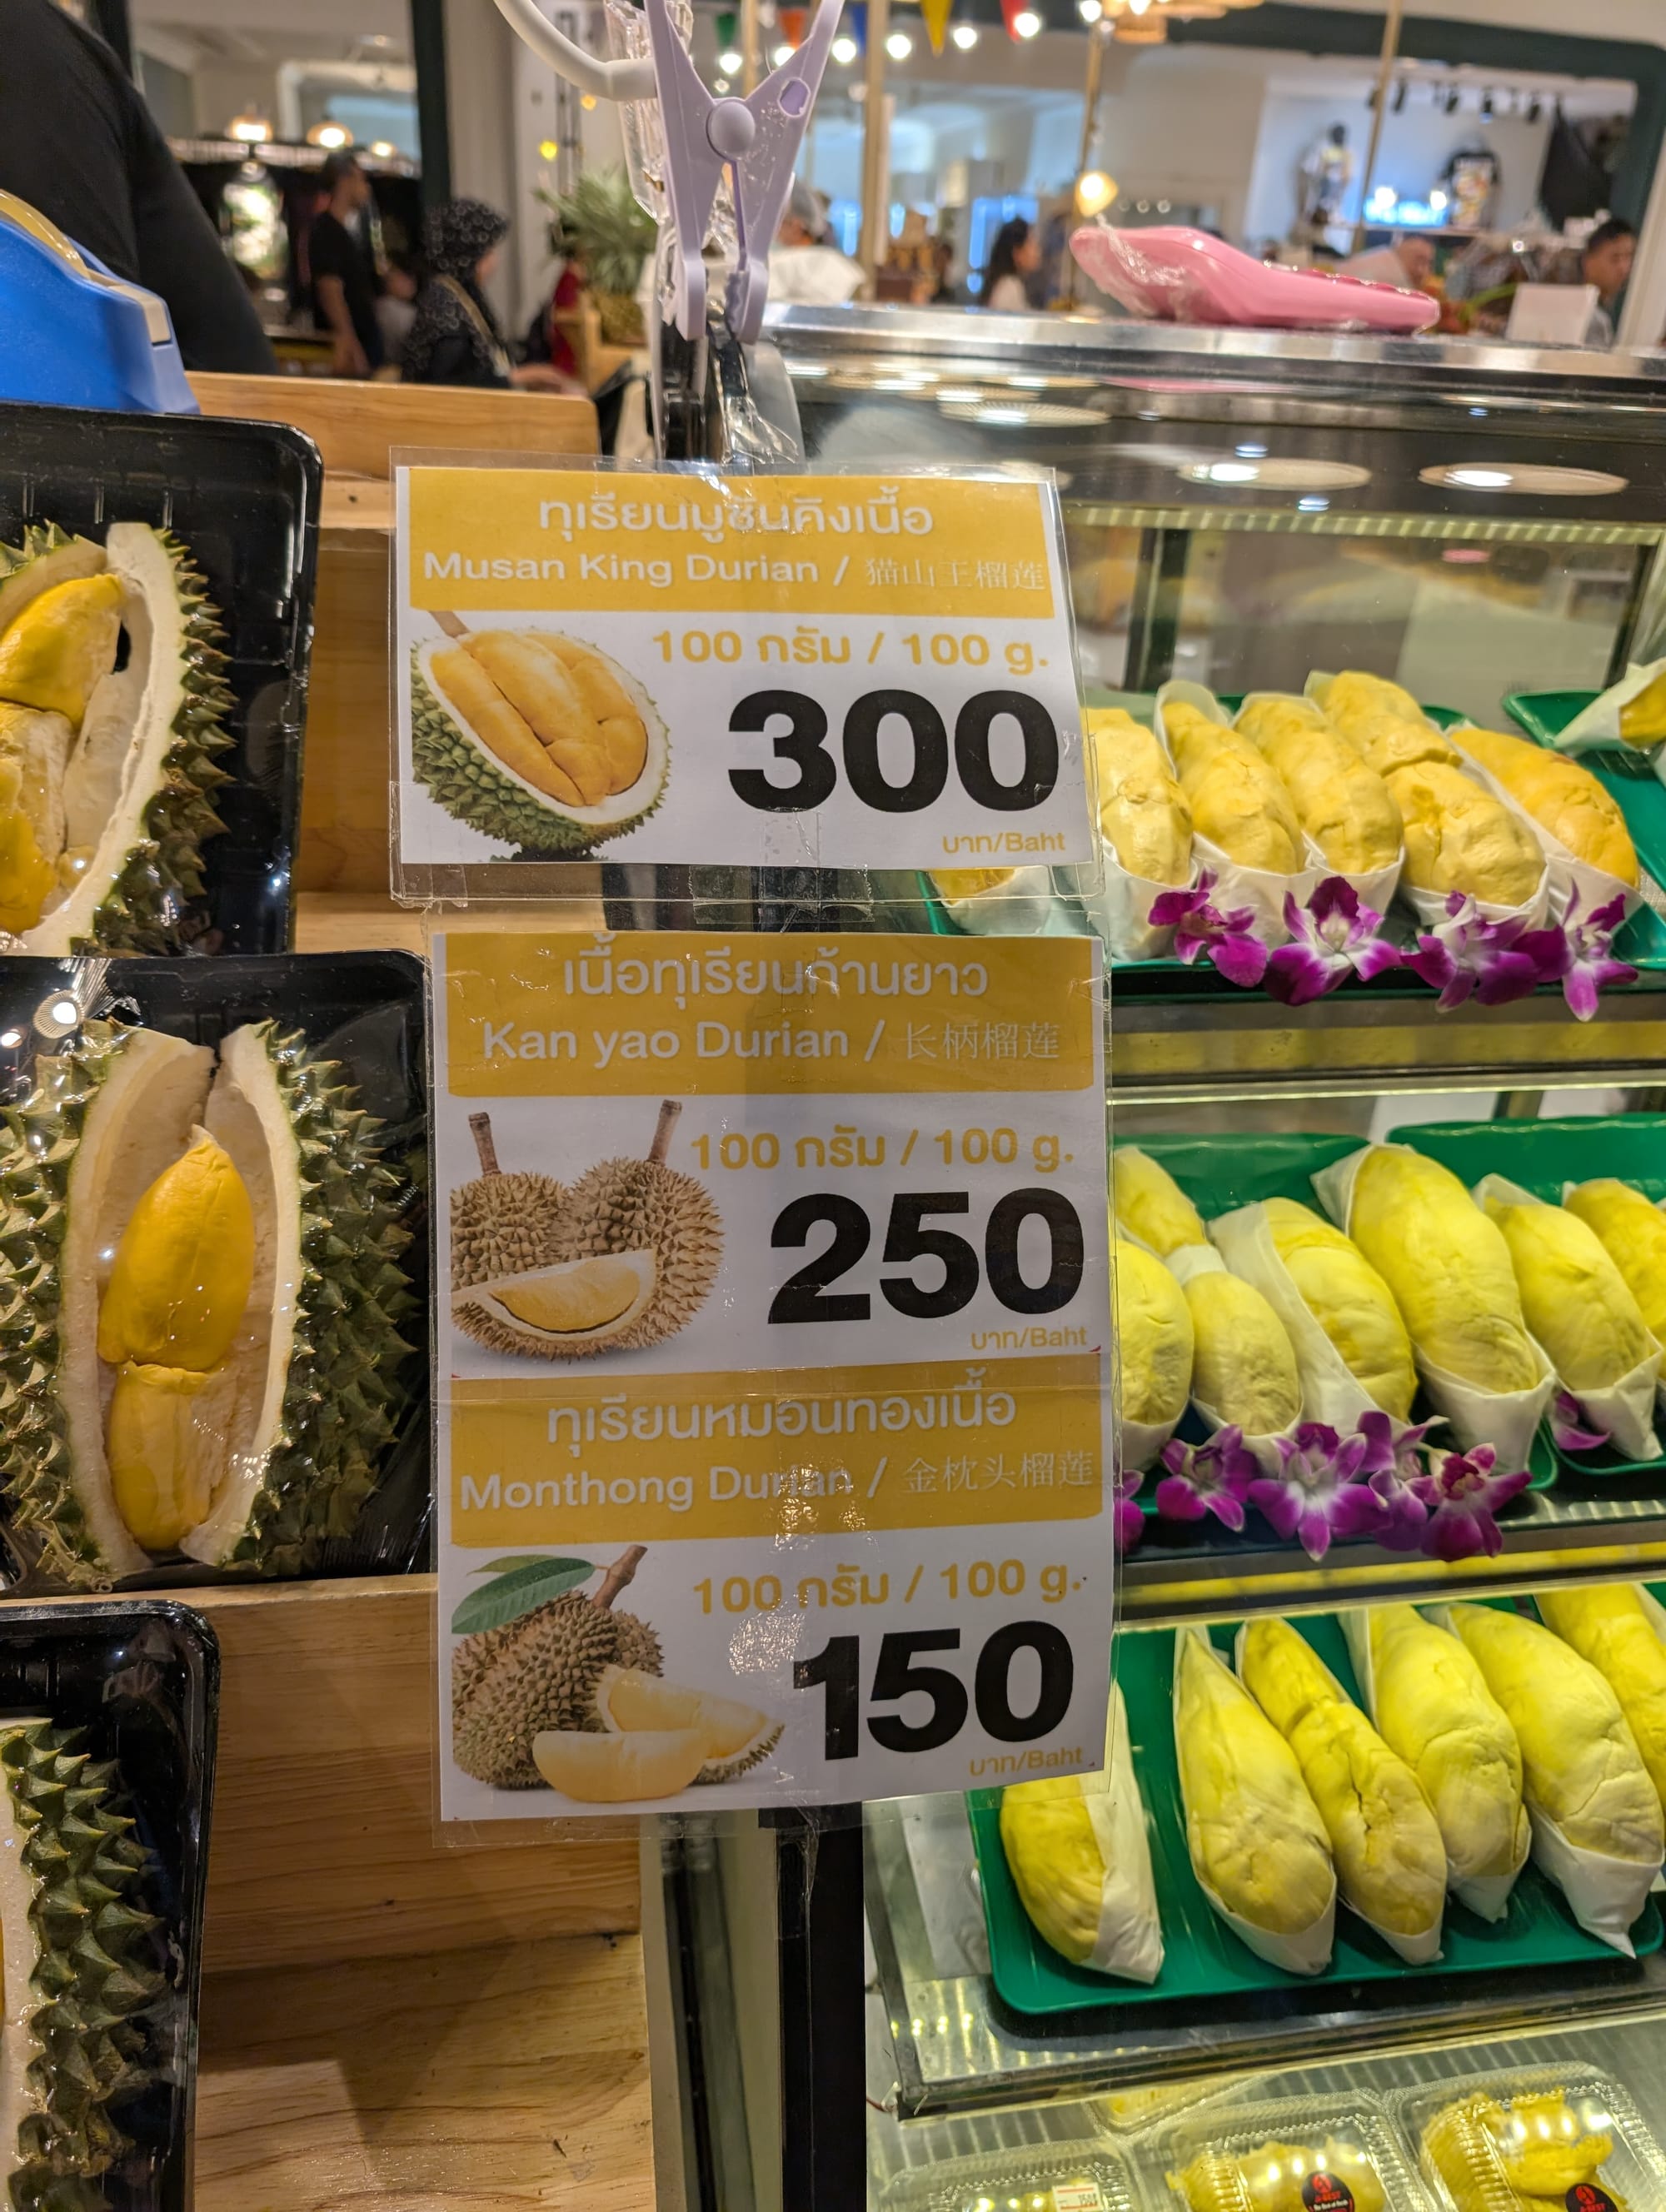 ทุเรียนมูซันคิงเนื้อ
Musan King Durian / 猫山王榴莲
100 กรัม / 100 g.
300
บาท/Baht
เนื้อทุเรียนก้านยาว
Kan yao Durian / 长柄榴莲
100 กรัม / 100 g.
250
บาท/Baht
ทุเรียนหมอนทองเนื้อ
Monthong Durian / 金枕头榴莲
100 กรัม / 100 g.
150
บาท/Baht